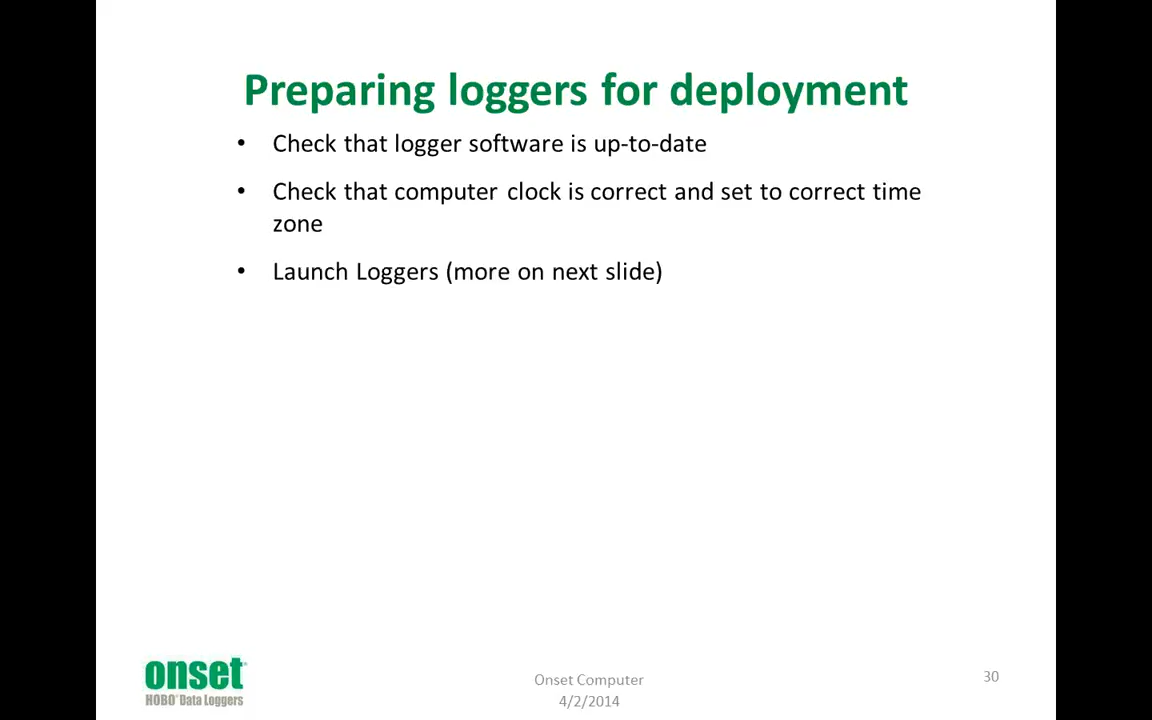 Preparing loggers for deployment
• Check that logger software is up-to-date
• Check that computer clock is correct and set to correct time
zone
• Launch Loggers (more on next slide)
onset®
HOBO® Data Loggers
Onset Computer
4/2/2014
30